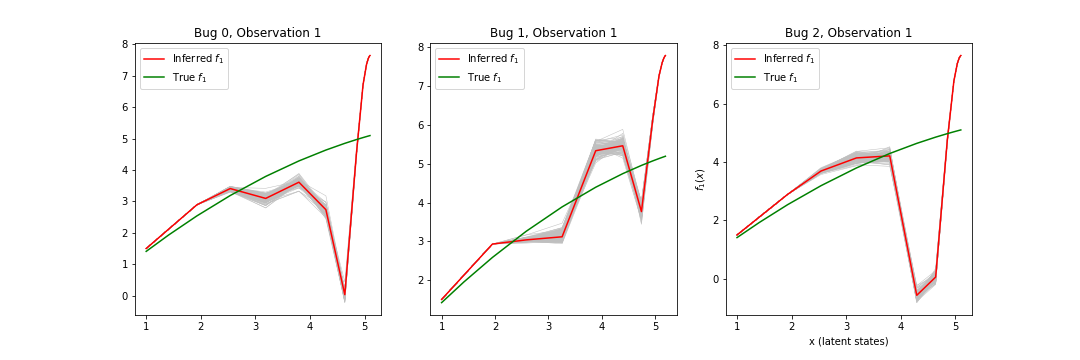 Bug 0, Observation 1
Inferred f₁
True f₁
8
7
6
5
4
3
2
1
0
1 2 3 4 5
Bug 1, Observation 1
Inferred f₁
True f₁
8
7
6
5
4
3
2
1 2 3 4 5
Bug 2, Observation 1
Inferred f₁
True f₁
f₁(x)
8
6
4
2
0
1 2 3 4 5
x (latent states)